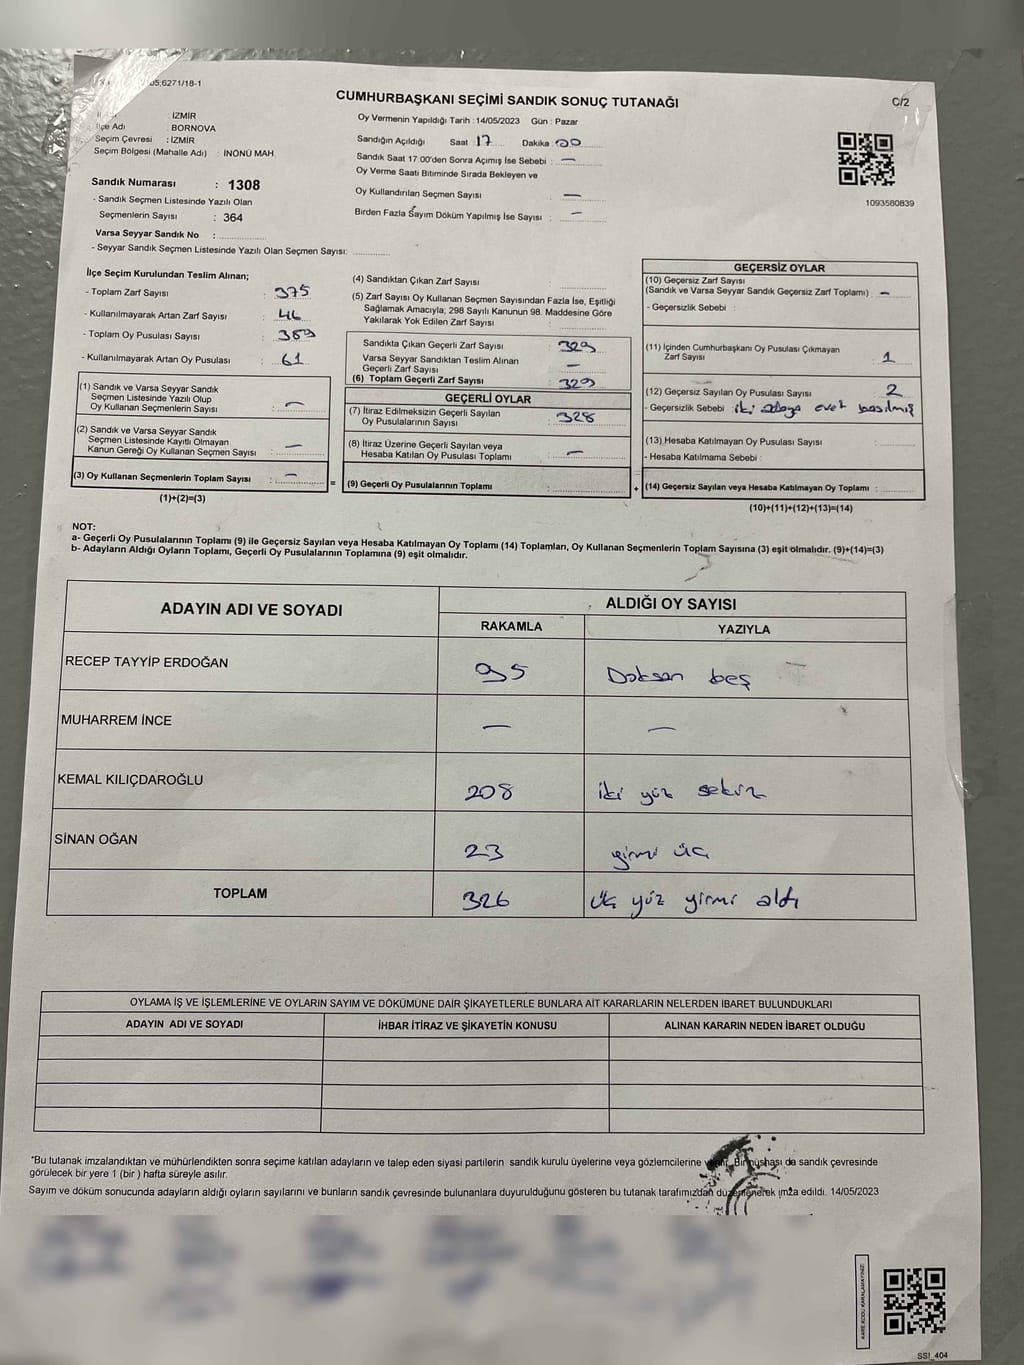 05.6271/18-1
CUMHURBAŞKANI SEÇİMİ SANDIK SONUÇ TUTANAĞI
C/2
: İZMİR
İlçe Adı : BORNOVA
Seçim Çevresi : İZMİR
Seçim Bölgesi (Mahalle Adı) : İNÖNÜ MAH.
Oy Vermenin Yapıldığı Tarih : 14/05/2023 Gün : Pazar
Sandığın Açıldığı Saat 17 Dakika 00
Sandık Saat 17:00'den Sonra Açımış İse Sebebi : —
Oy Verme Saati Bitiminde Sırada Bekleyen ve
Oy Kullandırılan Seçmen Sayısı : —
Birden Fazla Sayım Döküm Yapılmış İse Sayısı : —
1093580839
Sandık Numarası : 1308
- Sandık Seçmen Listesinde Yazılı Olan
Seçmenlerin Sayısı : 364
Varsa Seyyar Sandık No :
- Seyyar Sandık Seçmen Listesinde Yazılı Olan Seçmen Sayısı:
İlçe Seçim Kurulundan Teslim Alınan;
- Toplam Zarf Sayısı : 375
- Kullanılmayarak Artan Zarf Sayısı : 46
- Toplam Oy Pusulası Sayısı : 389
- Kullanılmayarak Artan Oy Pusulası : 61
(1) Sandık ve Varsa Seyyar Sandık
Seçmen Listesinde Yazılı Olup
Oy Kullanan Seçmenlerin Sayısı : —
(2) Sandık ve Varsa Seyyar Sandık
Seçmen Listesinde Kayıtlı Olmayan
Kanun Gereği Oy Kullanan Seçmen Sayısı : —
(3) Oy Kullanan Seçmenlerin Toplam Sayısı : —
(1)+(2)=(3)
=
(4) Sandıktan Çıkan Zarf Sayısı :
(5) Zarf Sayısı Oy Kullanan Seçmen Sayısından Fazla İse, Eşitliği
Sağlamak Amacıyla; 298 Sayılı Kanunun 98. Maddesine Göre
Yakılarak Yok Edilen Zarf Sayısı :
Sandıkta Çıkan Geçerli Zarf Sayısı : 329
Varsa Seyyar Sandıktan Teslim Alınan
Geçerli Zarf Sayısı : —
(6) Toplam Geçerli Zarf Sayısı : 329
GEÇERLİ OYLAR
(7) İtiraz Edilmeksizin Geçerli Sayılan
Oy Pusulalarının Sayısı : 328
(8) İtiraz Üzerine Geçerli Sayılan veya
Hesaba Katılan Oy Pusulası Toplamı : —
(9) Geçerli Oy Pusulalarının Toplamı :
+
GEÇERSİZ OYLAR
(10) Geçersiz Zarf Sayısı
(Sandık ve Varsa Seyyar Sandık Geçersiz Zarf Toplamı) : —
- Geçersizlik Sebebi :
(11) İçinden Cumhurbaşkanı Oy Pusulası Çıkmayan
Zarf Sayısı : 1
(12) Geçersiz Sayılan Oy Pusulası Sayısı : 2
- Geçersizlik Sebebi : iki adaya evet basılmış
(13) Hesaba Katılmayan Oy Pusulası Sayısı :
- Hesaba Katılmama Sebebi :
(14) Geçersiz Sayılan veya Hesaba Katılmayan Oy Toplamı :
(10)+(11)+(12)+(13)=(14)
NOT:
a- Geçerli Oy Pusulalarının Toplamı (9) ile Geçersiz Sayılan veya Hesaba Katılmayan Oy Toplamı (14) Toplamları, Oy Kullanan Seçmenlerin Toplam Sayısına (3) eşit olmalıdır. (9)+(14)=(3)
b- Adayların Aldığı Oyların Toplamı, Geçerli Oy Pusulalarının Toplamına (9) eşit olmalıdır.
ADAYIN ADI VE SOYADI
ALDIĞI OY SAYISI
RAKAMLA YAZIYLA
RECEP TAYYİP ERDOĞAN 95 Doksan beş
MUHARREM İNCE — —
KEMAL KILIÇDAROĞLU 208 iki yüz sekiz
SİNAN OĞAN 23 yirmi üç
TOPLAM 326 üç yüz yirmi altı
OYLAMA İŞ VE İŞLEMLERİNE VE OYLARIN SAYIM VE DÖKÜMÜNE DAİR ŞİKAYETLERLE BUNLARA AİT KARARLARIN NELERDEN İBARET BULUNDUKLARI
ADAYIN ADI VE SOYADI İHBAR İTİRAZ VE ŞİKAYETİN KONUSU ALINAN KARARIN NEDEN İBARET OLDUĞU
*Bu tutanak imzalandıktan ve mühürlendikten sonra seçime katılan adayların ve talep eden siyasi partilerin sandık kurulu üyelerine veya gözlemcilerine Bir nüshası da sandık çevresinde
görülecek bir yere 1 (bir) hafta süreyle asılır.
Sayım ve döküm sonucunda adayların aldığı oyların sayılarını ve bunların sandık çevresinde bulunanlara duyurulduğunu gösteren bu tutanak tarafımızdan düzenlenerek imza edildi. 14/05/2023
KARE KODU KARALAMAYINIZ!
SSI_404